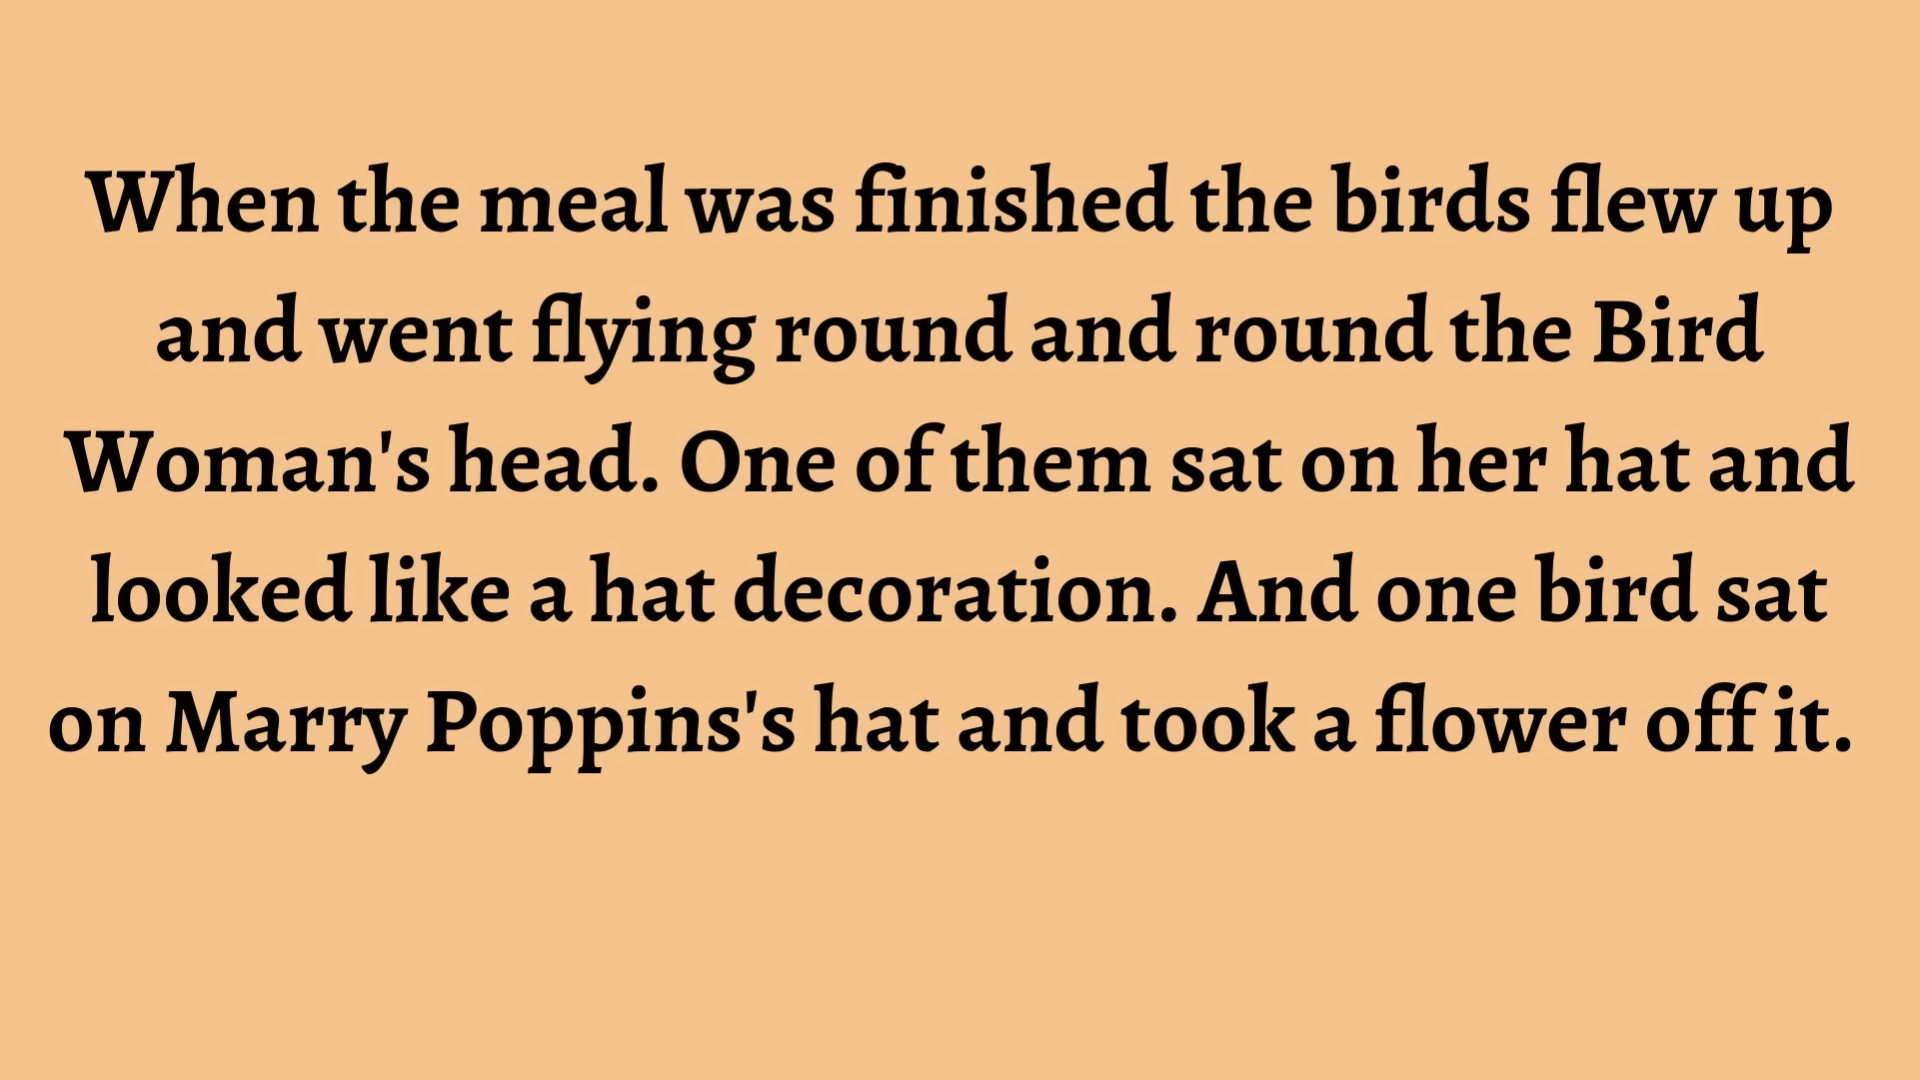 When the meal was finished the birds flew up
and went flying round and round the Bird
Woman's head. One of them sat on her hat and
looked like a hat decoration. And one bird sat
on Marry Poppins's hat and took a flower off it.